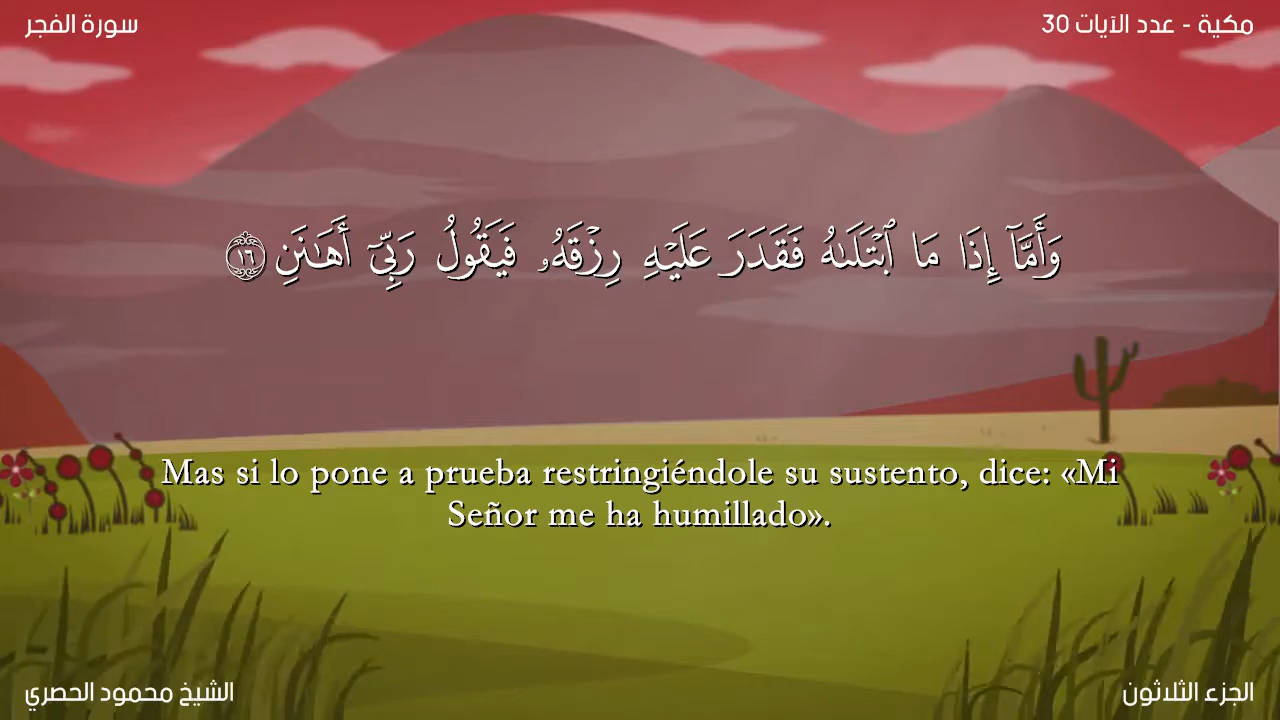 سورة الفجر
مكية - عدد الآيات 30
وَأَمَّآ إِذَا مَا ٱبْتَلَىٰهُ فَقَدَرَ عَلَيْهِ رِزْقَهُۥ فَيَقُولُ رَبِّىٓ أَهَـٰنَنِ ١٦
Mas si lo pone a prueba restringiéndole su sustento, dice: «Mi
Señor me ha humillado».
الشيخ محمود الحصري
الجزء الثلاثون